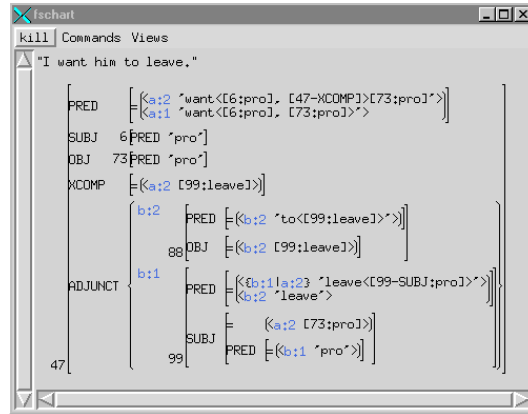 fschart
kill Commands Views
"I want him to leave."
PRED =(<a:2 'want<[6:pro], [47-XCOMP]>[73:pro]'>)
<a:1 'want<[6:pro], [73:pro]>'>
SUBJ 6[PRED 'pro']
OBJ 73[PRED 'pro']
XCOMP =(<a:2 [99:leave]>)
b:2
PRED =(<b:2 'to<[99:leave]>'>)
88 OBJ =(<b:2 [99:leave]>)
ADJUNCT
b:1
PRED =(<{b:1|a:2} 'leave<[99-SUBJ:pro]>'>
<b:2 'leave'>
SUBJ = (<a:2 [73:pro]>)
PRED =(<b:1 'pro'>)
99
47